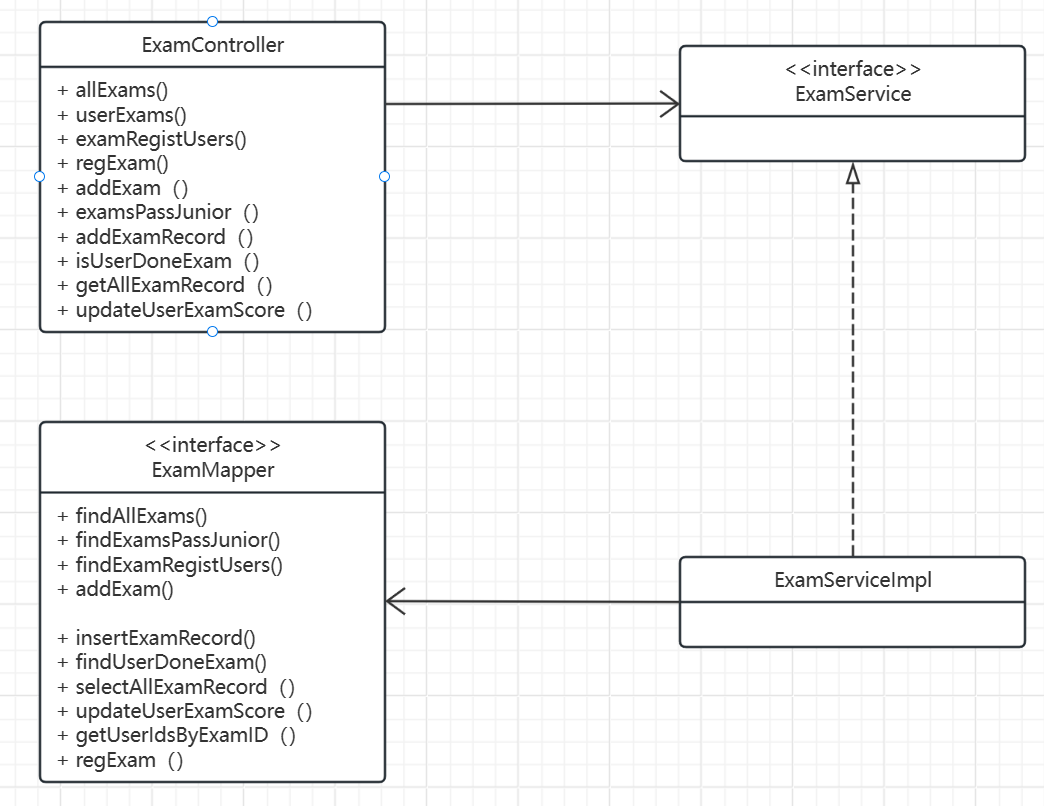 ExamController
+ allExams()
+ userExams()
+ examRegistUsers()
+ regExam()
+ addExam ()
+ examsPassJunior ()
+ addExamRecord ()
+ isUserDoneExam ()
+ getAllExamRecord ()
+ updateUserExamScore ()
<<interface>>
ExamService
<<interface>>
ExamMapper
+ findAllExams()
+ findExamsPassJunior()
+ findExamRegistUsers()
+ addExam()
+ insertExamRecord()
+ findUserDoneExam()
+ selectAllExamRecord ()
+ updateUserExamScore ()
+ getUserIdsByExamID ()
+ regExam ()
ExamServiceImpl